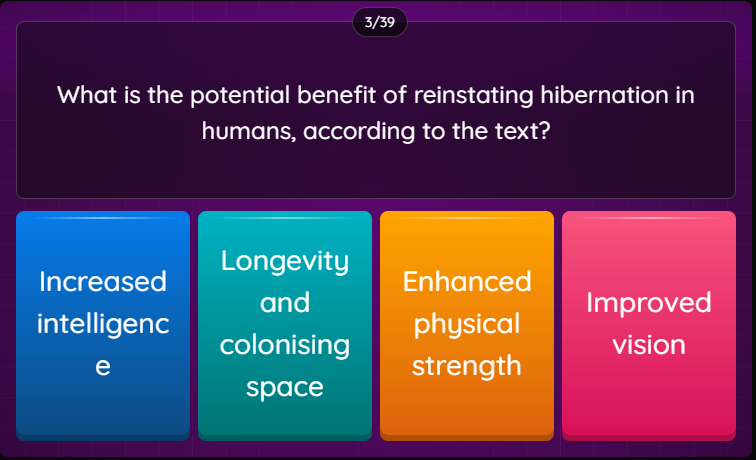 3/39
What is the potential benefit of reinstating hibernation in
humans, according to the text?
Increased
intelligenc
e
Longevity
and
colonising
space
Enhanced
physical
strength
Improved
vision